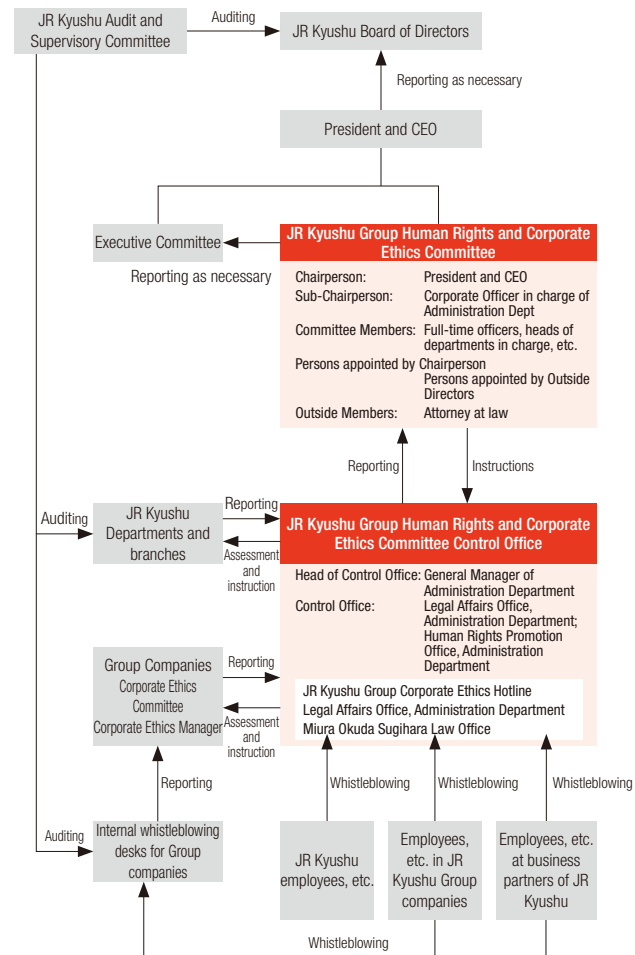 JR Kyushu Audit and
Supervisory Committee
Auditing
JR Kyushu Board of Directors
Reporting as necessary
President and CEO
Executive Committee
Reporting as necessary
JR Kyushu Group Human Rights and Corporate
Ethics Committee
Chairperson: President and CEO
Sub-Chairperson: Corporate Officer in charge of
Administration Dept
Committee Members: Full-time officers, heads of
departments in charge, etc.
Persons appointed by Chairperson
Persons appointed by Outside
Directors
Outside Members: Attorney at law
Reporting
Instructions
Auditing
JR Kyushu
Departments and
branches
Reporting
Assessment
and
instruction
JR Kyushu Group Human Rights and Corporate
Ethics Committee Control Office
Head of Control Office: General Manager of
Administration Department
Control Office: Legal Affairs Office,
Administration Department;
Human Rights Promotion
Office, Administration
Department
JR Kyushu Group Corporate Ethics Hotline
Legal Affairs Office, Administration Department
Miura Okuda Sugihara Law Office
Group Companies
Corporate Ethics
Committee
Corporate Ethics Manager
Reporting
Assessment
and
instruction
Reporting
Whistleblowing
Whistleblowing
Whistleblowing
Auditing
Internal whistleblowing
desks for Group
companies
JR Kyushu
employees, etc.
Employees,
etc. in JR
Kyushu Group
companies
Employees, etc.
at business
partners of JR
Kyushu
Whistleblowing